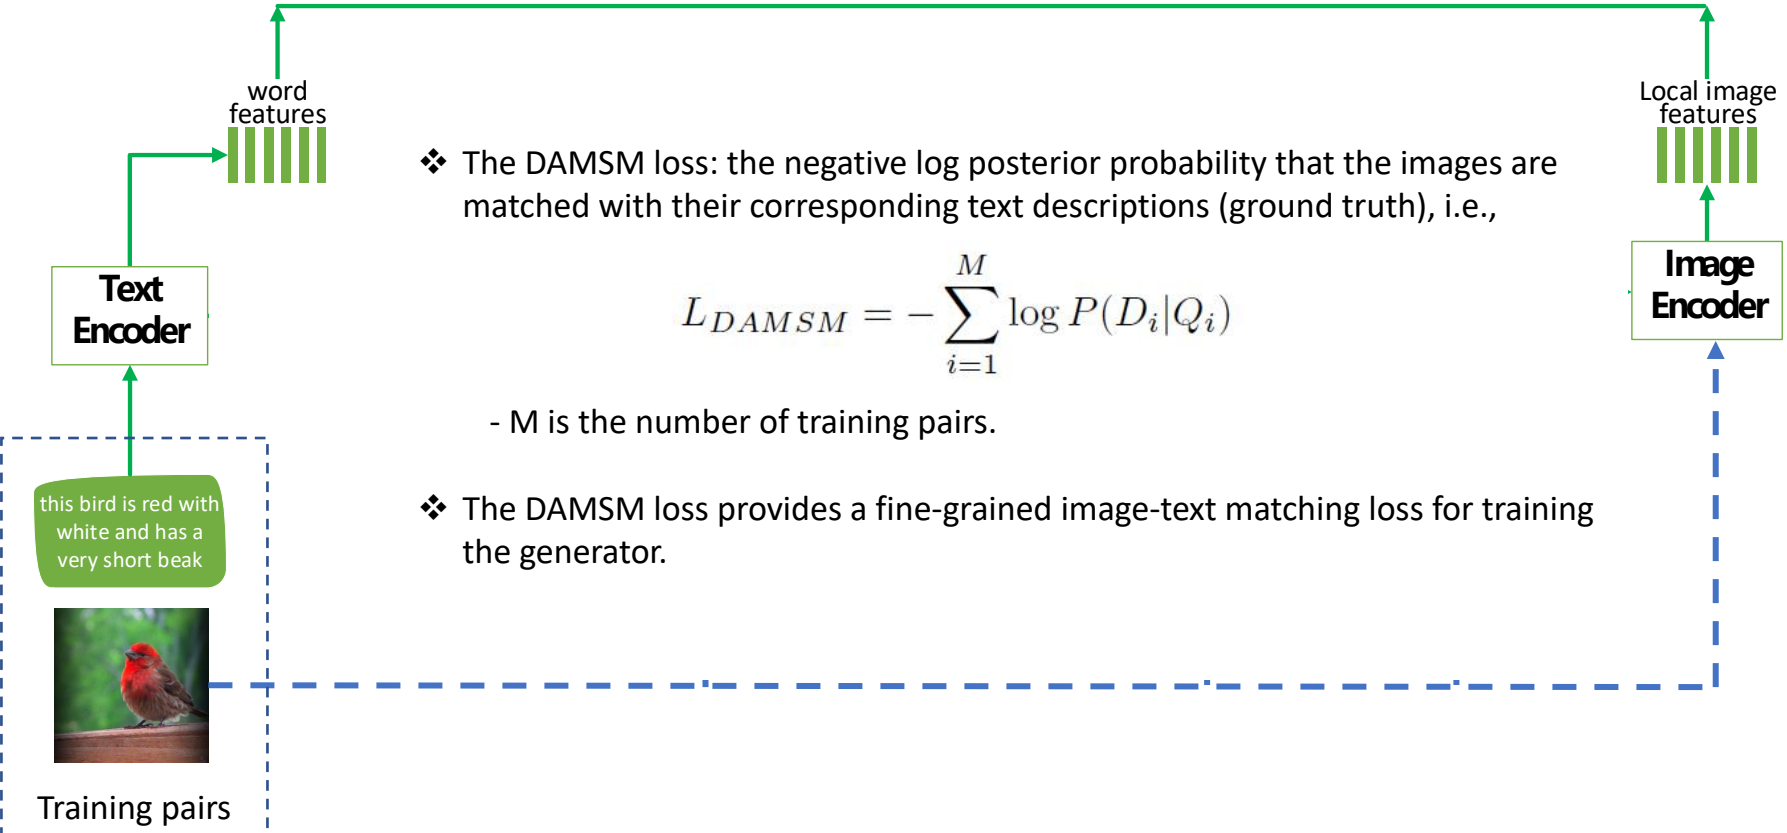 word
features
Local image
features
❖ The DAMSM loss: the negative log posterior probability that the images are
matched with their corresponding text descriptions (ground truth), i.e.,
Text
Encoder
Image
Encoder
L_{DAMSM} = -\sum_{i=1}^{M} \log P(D_i|Q_i)
- M is the number of training pairs.
this bird is red with
white and has a
very short beak
❖ The DAMSM loss provides a fine-grained image-text matching loss for training
the generator.
Training pairs